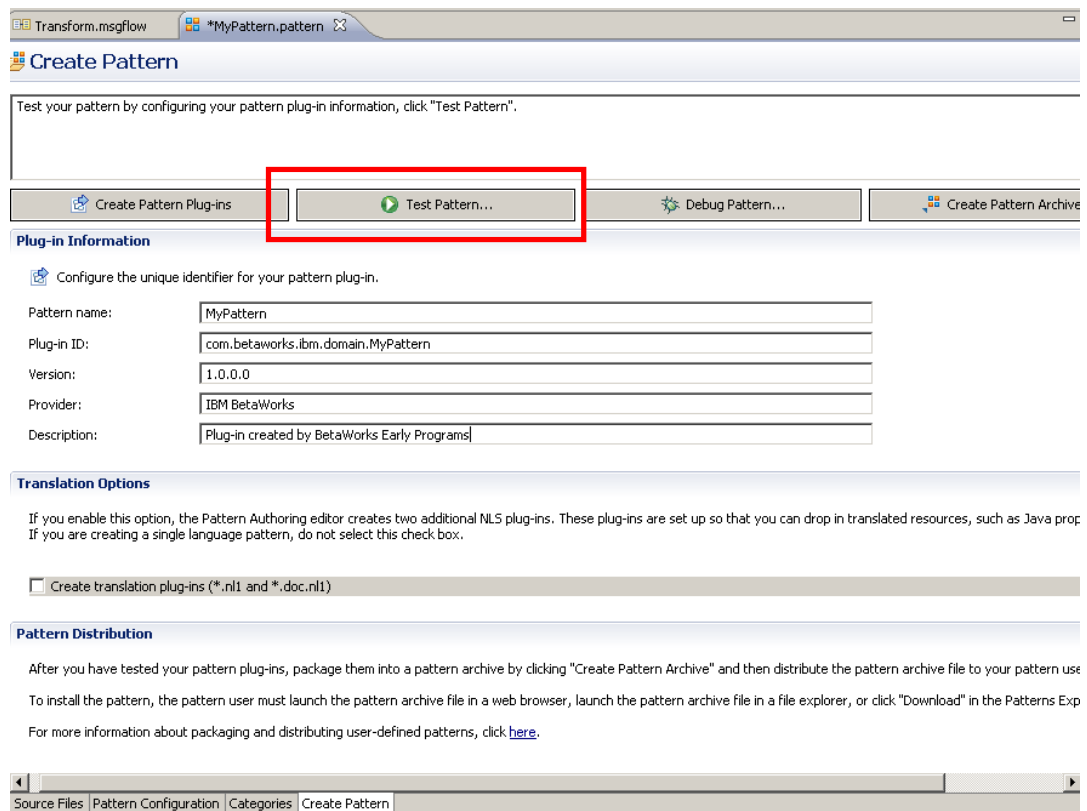 Transform.msgflow
*MyPattern.pattern
Create Pattern
Test your pattern by configuring your pattern plug-in information, click "Test Pattern".
Create Pattern Plug-ins
Test Pattern...
Debug Pattern...
Create Pattern Archive
Plug-in Information
Configure the unique identifier for your pattern plug-in.
Pattern name: MyPattern
Plug-in ID: com.betaworks.ibm.domain.MyPattern
Version: 1.0.0.0
Provider: IBM BetaWorks
Description: Plug-in created by BetaWorks Early Programs
Translation Options
If you enable this option, the Pattern Authoring editor creates two additional NLS plug-ins. These plug-ins are set up so that you can drop in translated resources, such as Java prop
If you are creating a single language pattern, do not select this check box.
Create translation plug-ins (*.nl1 and *.doc.nl1)
Pattern Distribution
After you have tested your pattern plug-ins, package them into a pattern archive by clicking "Create Pattern Archive" and then distribute the pattern archive file to your pattern use
To install the pattern, the pattern user must launch the pattern archive file in a web browser, launch the pattern archive file in a file explorer, or click "Download" in the Patterns Exp
For more information about packaging and distributing user-defined patterns, click here.
Source Files Pattern Configuration Categories Create Pattern